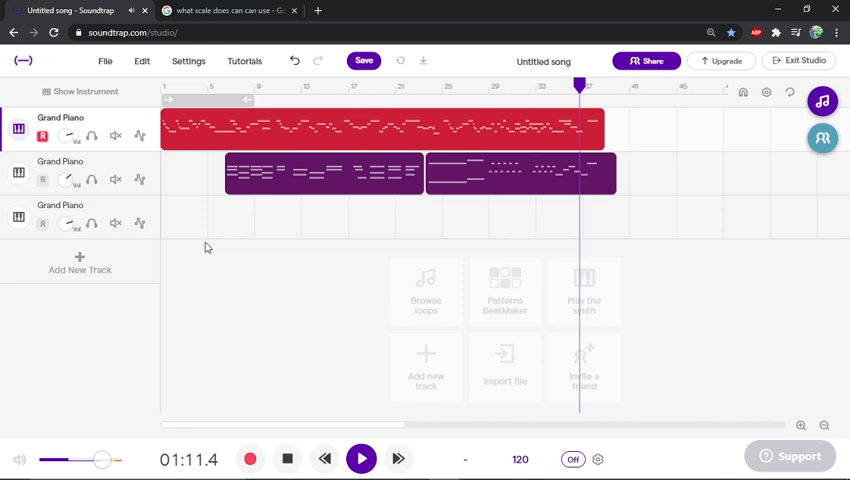 Untitled song - Soundtrap
what scale does can can use - Go
soundtrap.com/studio/
ABP
File Edit Settings Tutorials Save Untitled song Share Upgrade Exit Studio
Show Instrument
1 5 9 13 17 21 25 29 33 37 41 45
Grand Piano
R Vol
Grand Piano
R Vol
Grand Piano
R Vol
Add New Track
Browse loops
Patterns BeatMaker
Play the synth
Add new track
Import file
Invite a friend
01:11.4 - 120 Off
Support